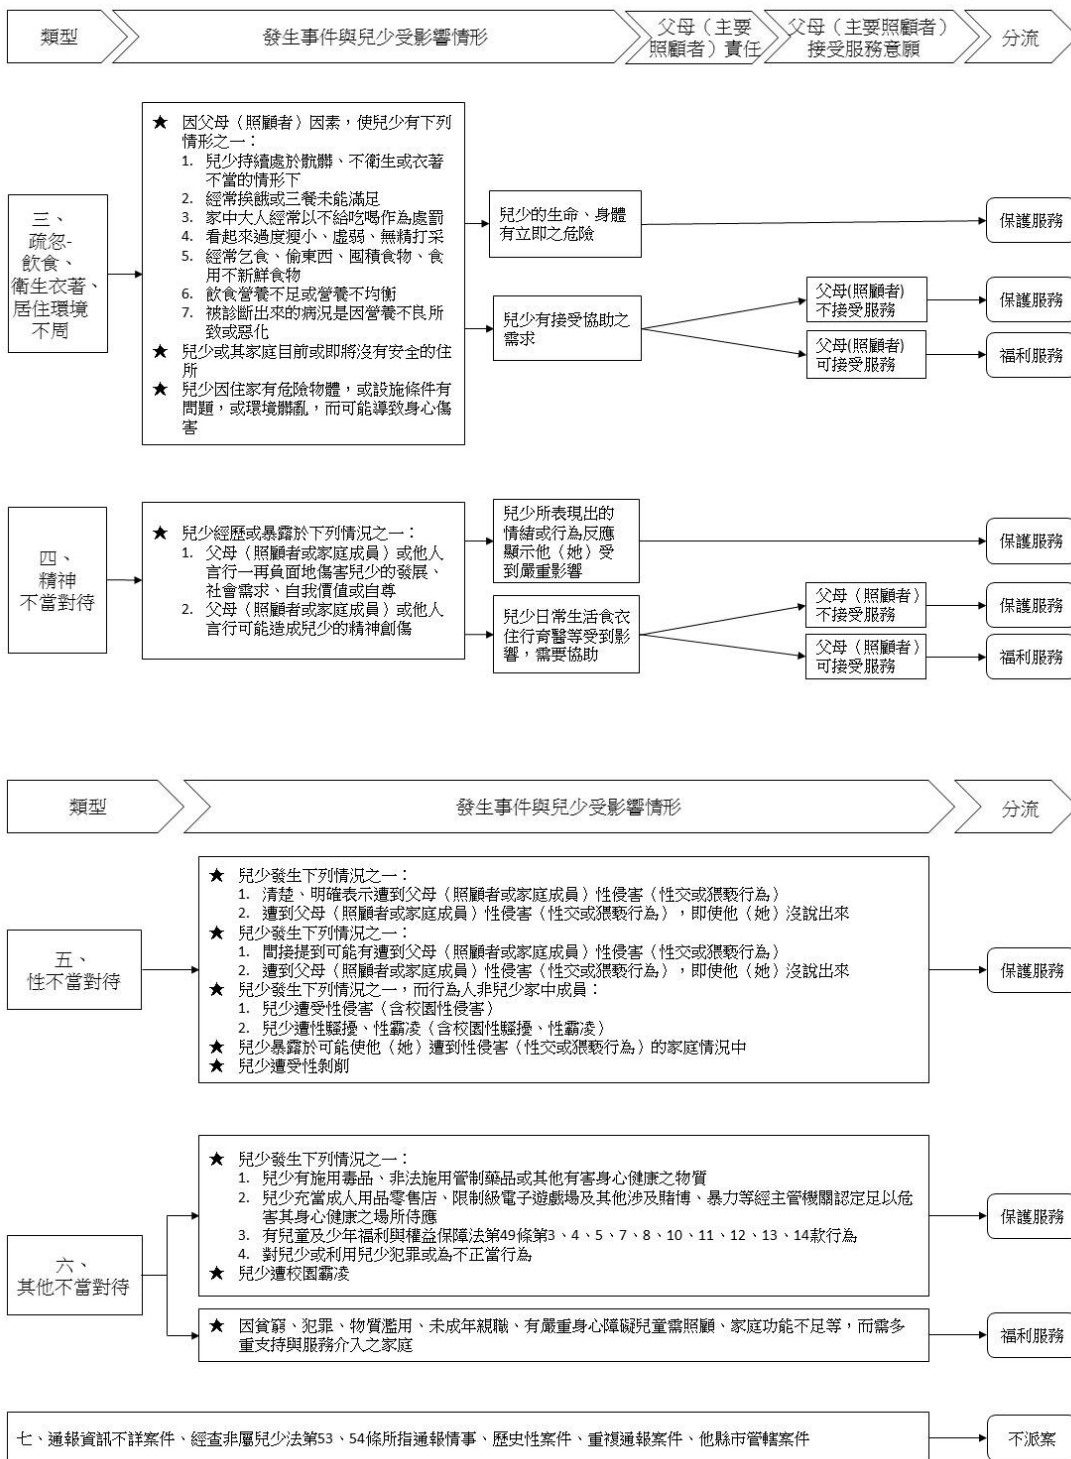 類型
發生事件與兒少受影響情形
父母（主要
照顧者）責任
父母（主要照顧者）
接受服務意願
分流
三、
疏忽-
飲食、
衛生衣著、
居住環境
不周
★ 因父母（照顧者）因素，使兒少有下列
情形之一：
1. 兒少持續處於骯髒、不衛生或衣著
不當的情形下
2. 經常挨餓或三餐未能滿足
3. 家中大人經常以不給吃喝作為處罰
4. 看起來過度瘦小、虛弱、無精打采
5. 經常乞食、偷東西、囤積食物、食
用不新鮮食物
6. 飲食營養不足或營養不均衡
7. 被診斷出來的病況是因營養不良所
致或惡化
★ 兒少或其家庭目前或即將沒有安全的住
所
★ 兒少因住家有危險物體，或設施條件有
問題，或環境髒亂，而可能導致身心傷
害
兒少的生命、身體
有立即之危險
保護服務
兒少有接受協助之
需求
父母(照顧者)
不接受服務
保護服務
父母(照顧者)
可接受服務
福利服務
四、
精神
不當對待
★ 兒少經歷或暴露於下列情況之一：
1. 父母（照顧者或家庭成員）或他人
言行一再負面地傷害兒少的發展、
社會需求、自我價值或自尊
2. 父母（照顧者或家庭成員）或他人
言行可能造成兒少的精神創傷
兒少所表現出的
情緒或行為反應
顯示他（她）受
到嚴重影響
保護服務
兒少日常生活食衣
住行育醫等受到影
響，需要協助
父母（照顧者）
不接受服務
保護服務
父母（照顧者）
可接受服務
福利服務
類型
發生事件與兒少受影響情形
分流
五、
性不當對待
★ 兒少發生下列情況之一：
1. 清楚、明確表示遭到父母（照顧者或家庭成員）性侵害（性交或猥褻行為）
2. 遭到父母（照顧者或家庭成員）性侵害（性交或猥褻行為），即使他（她）沒說出來
★ 兒少發生下列情況之一：
1. 間接提到可能有遭到父母（照顧者或家庭成員）性侵害（性交或猥褻行為）
2. 遭到父母（照顧者或家庭成員）性侵害（性交或猥褻行為），即使他（她）沒說出來
★ 兒少發生下列情況之一，而行為人非兒少家中成員：
1. 兒少遭受性侵害（含校園性侵害）
2. 兒少遭性騷擾、性霸凌（含校園性騷擾、性霸凌）
★ 兒少暴露於可能使他（她）遭到性侵害（性交或猥褻行為）的家庭情況中
★ 兒少遭受性剝削
保護服務
六、
其他不當對待
★ 兒少發生下列情況之一：
1. 兒少有施用毒品、非法施用管制藥品或其他有害身心健康之物質
2. 兒少充當成人用品零售店、限制級電子遊戲場及其他涉及賭博、暴力等經主管機關認定足以危
害其身心健康之場所侍應
3. 有兒童及少年福利與權益保障法第49條第3、4、5、7、8、10、11、12、13、14款行為
4. 對兒少或利用兒少犯罪或為不正當行為
★ 兒少遭校園霸凌
保護服務
★ 因貧窮、犯罪、物質濫用、未成年親職、有嚴重身心障礙兒童需照顧、家庭功能不足等，而需多
重支持與服務介入之家庭
福利服務
七、通報資訊不詳案件、經查非屬兒少法第53、54條所指通報情事、歷史性案件、重複通報案件、他縣市管轄案件
不派案